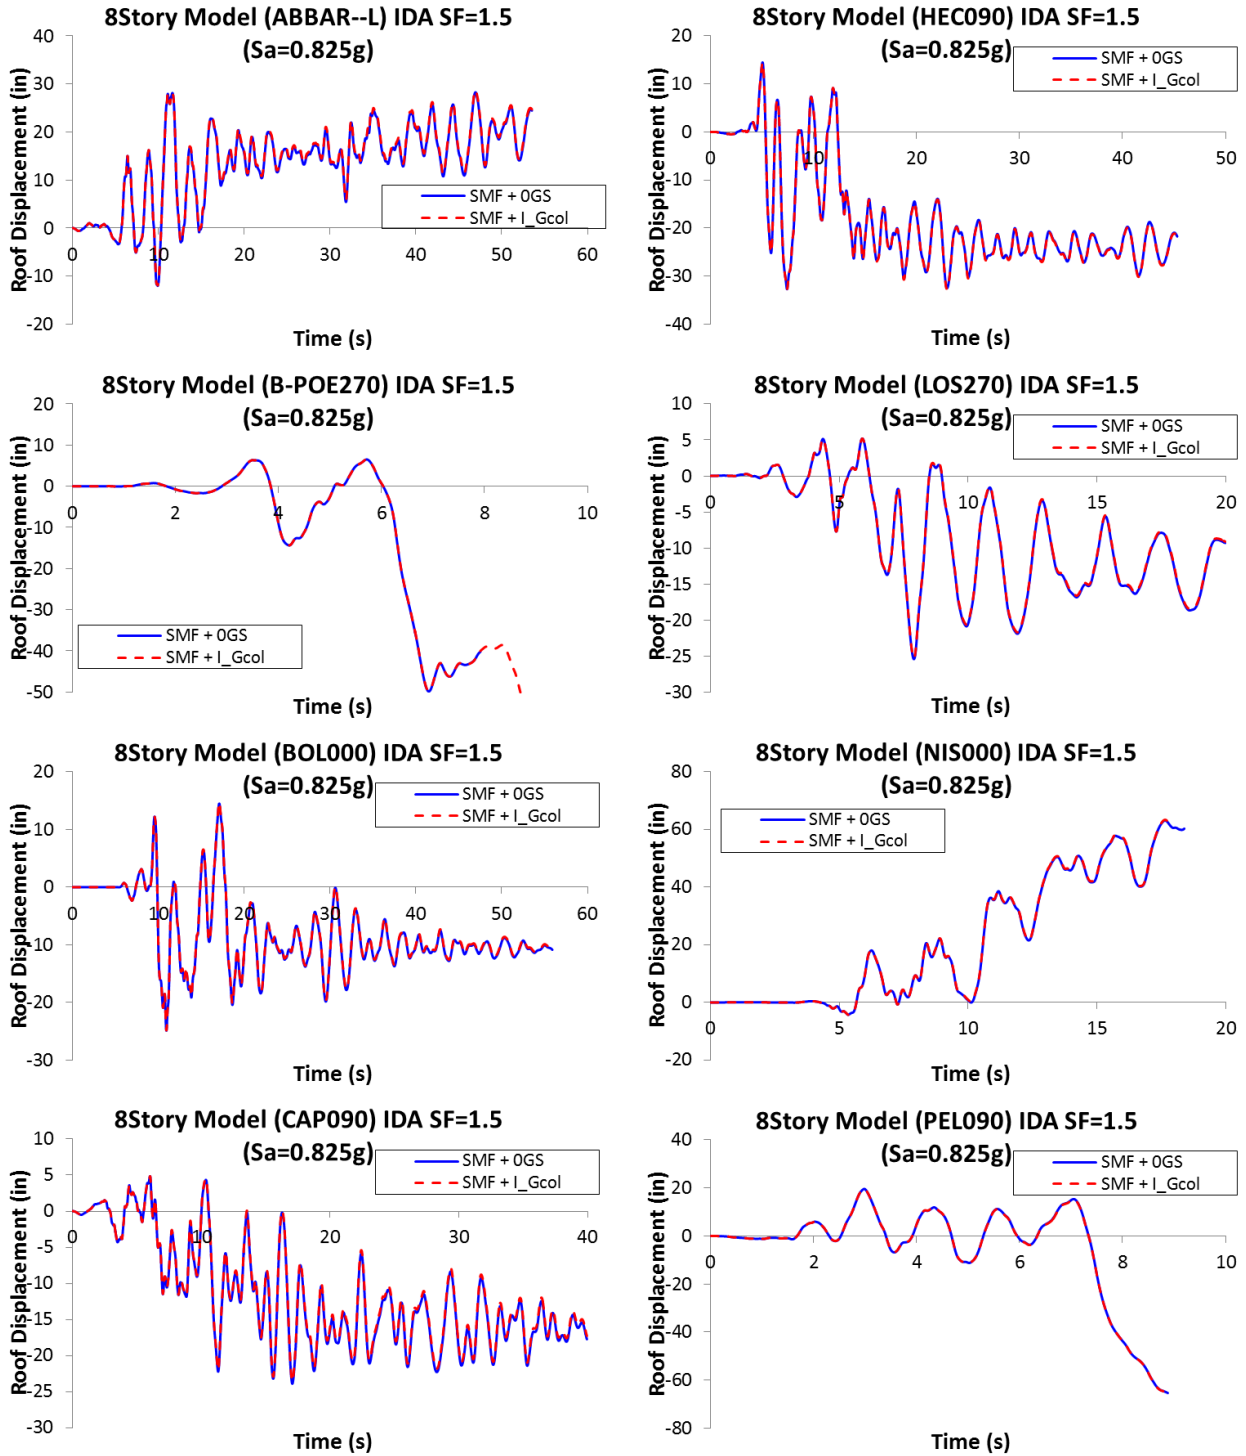 8Story Model (ABBAR--L) IDA SF=1.5
(Sa=0.825g)
Roof Displacement (in)
40
30
20
10
0
-10
-20
0
10
20
30
40
50
60
SMF + 0GS
SMF + I_Gcol
Time (s)
8Story Model (HEC090) IDA SF=1.5
(Sa=0.825g)
Roof Displacement (in)
20
10
0
-10
-20
-30
-40
0
10
20
30
40
50
SMF + 0GS
SMF + I_Gcol
Time (s)
8Story Model (B-POE270) IDA SF=1.5
(Sa=0.825g)
Roof Displacement (in)
20
10
0
-10
-20
-30
-40
-50
0
2
4
6
8
10
SMF + 0GS
SMF + I_Gcol
Time (s)
8Story Model (LOS270) IDA SF=1.5
(Sa=0.825g)
Roof Displacement (in)
10
5
0
-5
-10
-15
-20
-25
-30
0
5
10
15
20
SMF + 0GS
SMF + I_Gcol
Time (s)
8Story Model (BOL000) IDA SF=1.5
(Sa=0.825g)
Roof Displacement (in)
20
10
0
-10
-20
-30
0
10
20
30
40
50
60
SMF + 0GS
SMF + I_Gcol
Time (s)
8Story Model (NIS000) IDA SF=1.5
(Sa=0.825g)
Roof Displacement (in)
80
60
40
20
0
-20
0
5
10
15
20
SMF + 0GS
SMF + I_Gcol
Time (s)
8Story Model (CAP090) IDA SF=1.5
(Sa=0.825g)
Roof Displacement (in)
10
5
0
-5
-10
-15
-20
-25
-30
0
10
20
30
40
SMF + 0GS
SMF + I_Gcol
Time (s)
8Story Model (PEL090) IDA SF=1.5
(Sa=0.825g)
Roof Displacement (in)
40
20
0
-20
-40
-60
-80
0
2
4
6
8
10
SMF + 0GS
SMF + I_Gcol
Time (s)